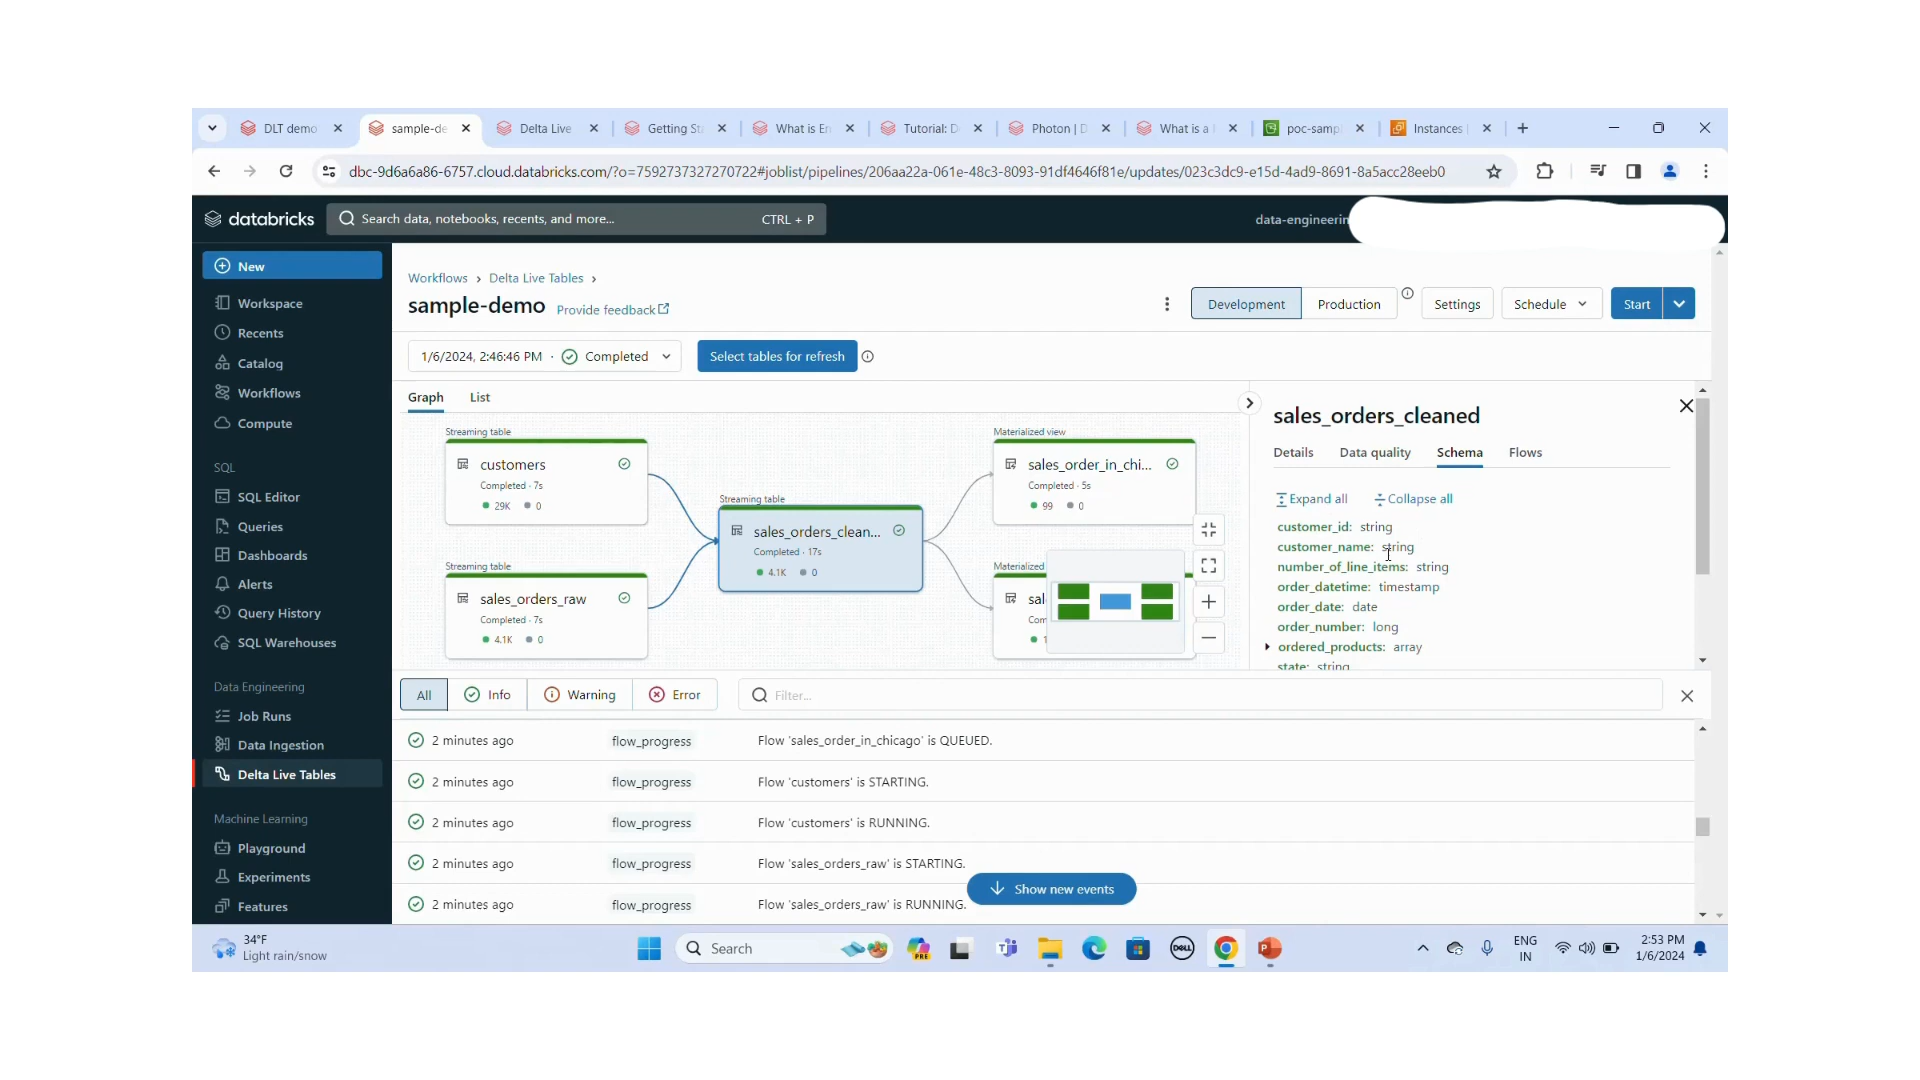 DLT demo
sample-de
Delta Live
Getting St
What is En
Tutorial: D
Photon | D
What is a
poc-samp
Instances
dbc-9d6a6a86-6757.cloud.databricks.com/?o=7592737327270722#joblist/pipelines/206aa22a-061e-48c3-8093-91df4646f81e/updates/023c3dc9-e15d-4ad9-8691-8a5acc28eeb0
databricks
Search data, notebooks, recents, and more...
CTRL + P
data-engineerin
New
Workspace
Recents
Catalog
Workflows
Compute
SQL
SQL Editor
Queries
Dashboards
Alerts
Query History
SQL Warehouses
Data Engineering
Job Runs
Data Ingestion
Delta Live Tables
Machine Learning
Playground
Experiments
Features
Workflows › Delta Live Tables ›
sample-demo Provide feedback
Development
Production
Settings
Schedule
Start
1/6/2024, 2:46:46 PM · Completed
Select tables for refresh
Graph
List
Streaming table
customers
Completed · 7s
29K 0
Streaming table
sales_orders_raw
Completed · 7s
4.1K 0
Streaming table
sales_orders_clean...
Completed · 17s
4.1K 0
Materialized view
sales_order_in_chi...
Completed · 5s
99 0
Materialized
sal
Com
1
sales_orders_cleaned
Details
Data quality
Schema
Flows
Expand all
Collapse all
customer_id: string
customer_name: string
number_of_line_items: string
order_datetime: timestamp
order_date: date
order_number: long
ordered_products: array
state: string
All
Info
Warning
Error
Filter...
2 minutes ago flow_progress Flow 'sales_order_in_chicago' is QUEUED.
2 minutes ago flow_progress Flow 'customers' is STARTING.
2 minutes ago flow_progress Flow 'customers' is RUNNING.
2 minutes ago flow_progress Flow 'sales_orders_raw' is STARTING.
2 minutes ago flow_progress Flow 'sales_orders_raw' is RUNNING.
Show new events
34°F
Light rain/snow
Search
PRE
DELL
ENG
IN
2:53 PM
1/6/2024